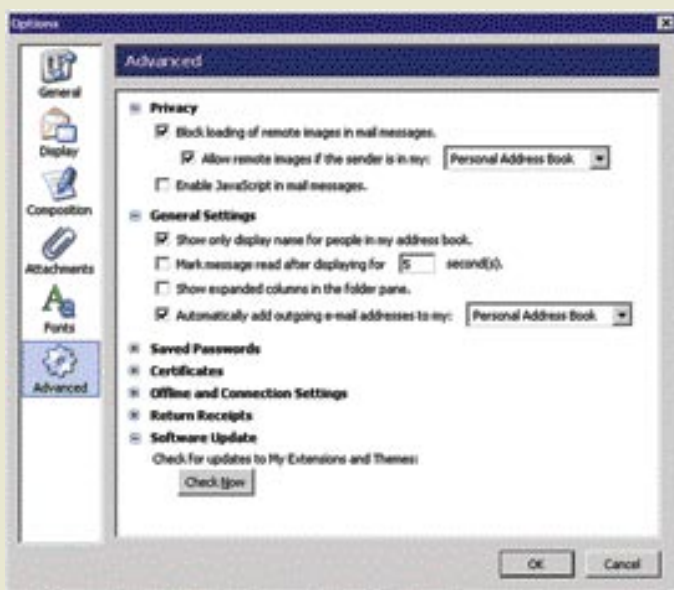 Options
General
Display
Composition
Attachments
Fonts
Advanced
Advanced
Privacy
Block loading of remote images in mail messages.
Allow remote images if the sender is in my: Personal Address Book
Enable JavaScript in mail messages.
General Settings
Show only display name for people in my address book.
Mark message read after displaying for 5 second(s).
Show expanded columns in the folder pane.
Automatically add outgoing e-mail addresses to my: Personal Address Book
Saved Passwords
Certificates
Offline and Connection Settings
Return Receipts
Software Update
Check for updates to My Extensions and Themes:
Check Now
OK Cancel